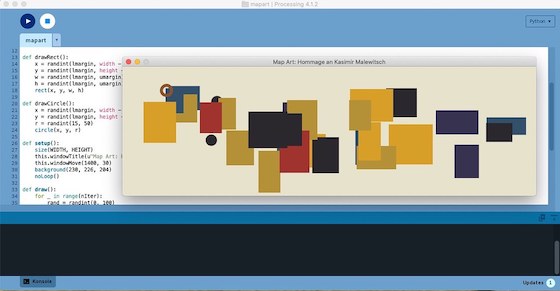 mapart | Processing 4.1.2
Python
mapart
12
13 def drawRect():
14 x = randint(lmargin, width -
15 y = randint(lmargin, height -
16 w = randint(lmargin, umargin
17 h = randint(lmargin, umargin
18 rect(x, y, w, h)
19
20 def drawCircle():
21 x = randint(lmargin, width -
22 y = randint(lmargin, height -
23 r = randint(15, 50)
24 circle(x, y, r)
25
26 def setup():
27 size(WIDTH, HEIGHT)
28 this.windowTitle(u"Map Art:
29 this.windowMove(1400, 30)
30 background(230, 226, 204)
31 noLoop()
32
33 def draw():
34 for _ in range(nIter):
35 rand = randint(0, 100)
Map Art: Hommage an Kasimir Malewitsch
Konsole
Updates 1